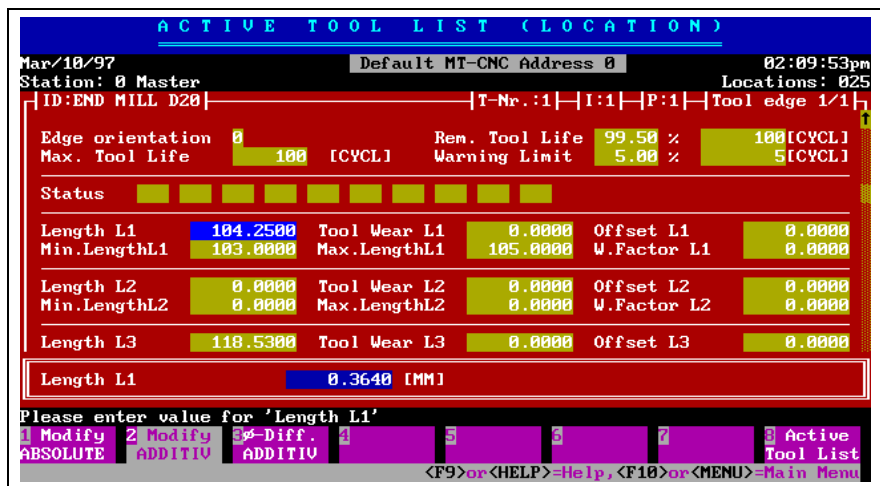 ACTIVE TOOL LIST (LOCATION)
Mar/10/97 Default MT-CNC Address 0 02:09:53pm
Station: 0 Master Locations: 025
ID:END MILL D20 T-Nr.:1 I:1 P:1 Tool edge 1/1
Edge orientation 0 Rem. Tool Life 99.50 % 100[CYCL]
Max. Tool Life 100 [CYCL] Warning Limit 5.00 % 5[CYCL]
Status
Length L1 104.2500 Tool Wear L1 0.0000 Offset L1 0.0000
Min.LengthL1 103.0000 Max.LengthL1 105.0000 W.Factor L1 0.0000
Length L2 0.0000 Tool Wear L2 0.0000 Offset L2 0.0000
Min.LengthL2 0.0000 Max.LengthL2 0.0000 W.Factor L2 0.0000
Length L3 118.5300 Tool Wear L3 0.0000 Offset L3 0.0000
Length L1 0.3640 [MM]
Please enter value for 'Length L1'
1 Modify 2 Modify 3ø-Diff. 4 5 6 7 8 Active
ABSOLUTE ADDITIV ADDITIV Tool List
<F9>or<HELP>=Help,<F10>or<MENU>=Main Menu